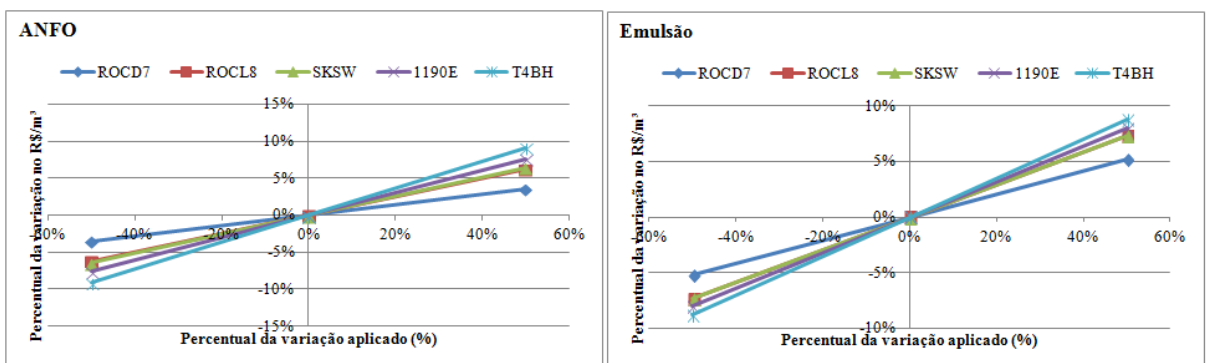 ANFO
ROCD7 ROCL8 SKSW 1190E T4BH
15%
10%
5%
0%
-5%
-10%
-15%
-60% -40% -20% 0% 20% 40% 60%
Percentual da variação no R$/m³
Percentual da variação aplicado (%)
Emulsão
ROCD7 ROCL8 SKSW 1190E T4BH
10%
5%
0%
-5%
-10%
-60% -40% -20% 0% 20% 40% 60%
Percentual da variação no R$/m³
Percentual da variação aplicado (%)